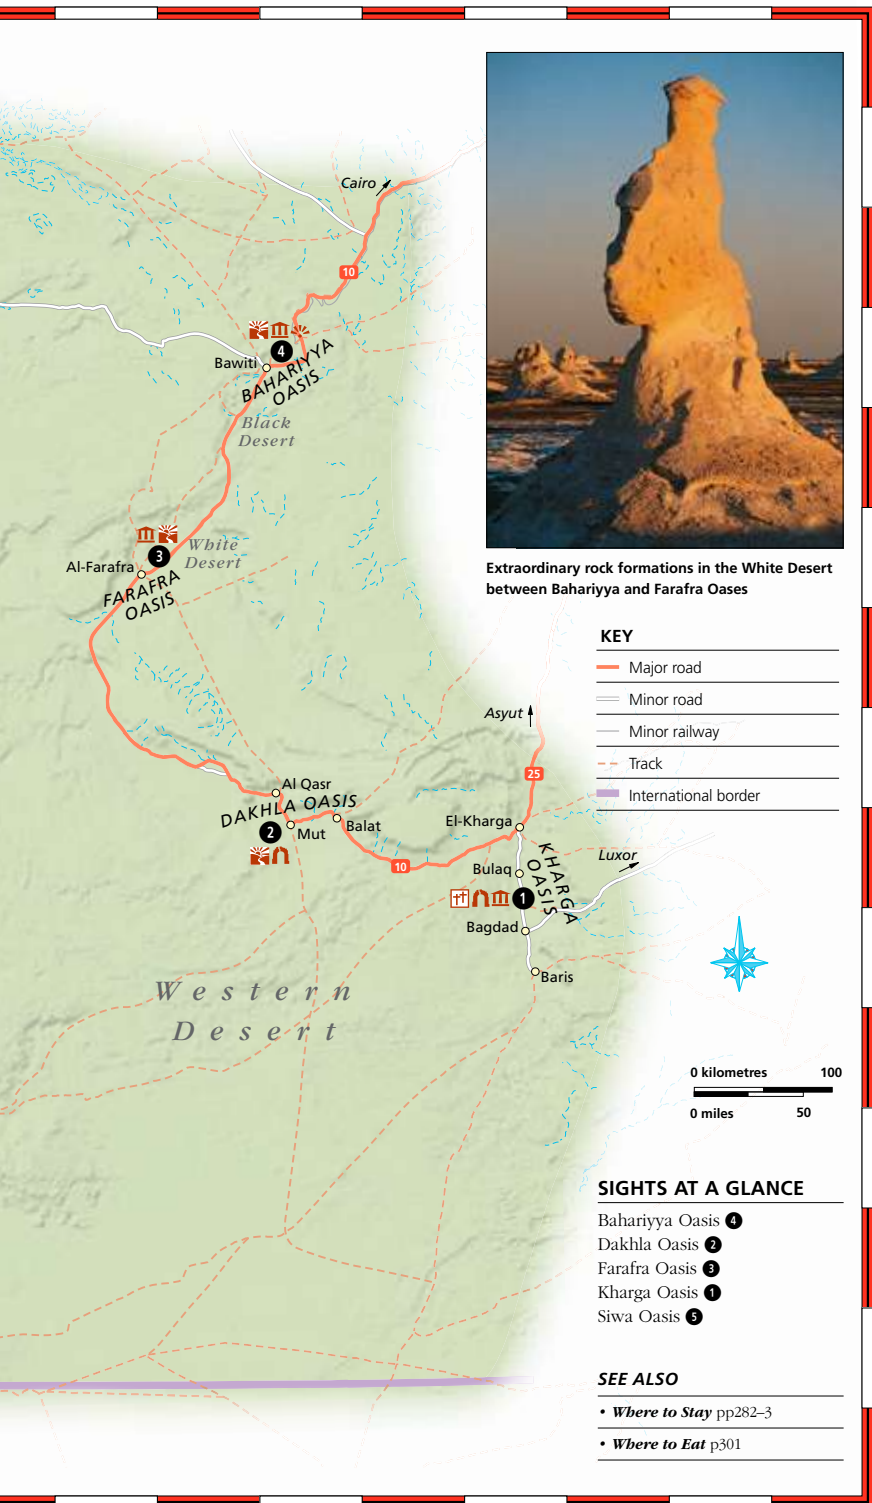 Cairo
10
4
Bawiti
BAHARIYYA
OASIS
Black
Desert
White
Desert
3
Al-Farafra
FARAFRA
OASIS
Extraordinary rock formations in the White Desert
between Bahariyya and Farafra Oases
KEY
Major road
Minor road
Minor railway
Track
International border
Asyut
25
Al Qasr
DAKHLA OASIS
2
Mut
Balat
El-Kharga
10
Bulaq
KHARGA
OASIS
Luxor
1
Bagdad
Baris
Western
Desert
0 kilometres 100
0 miles 50
SIGHTS AT A GLANCE
Bahariyya Oasis 4
Dakhla Oasis 2
Farafra Oasis 3
Kharga Oasis 1
Siwa Oasis 5
SEE ALSO
• Where to Stay pp282–3
• Where to Eat p301